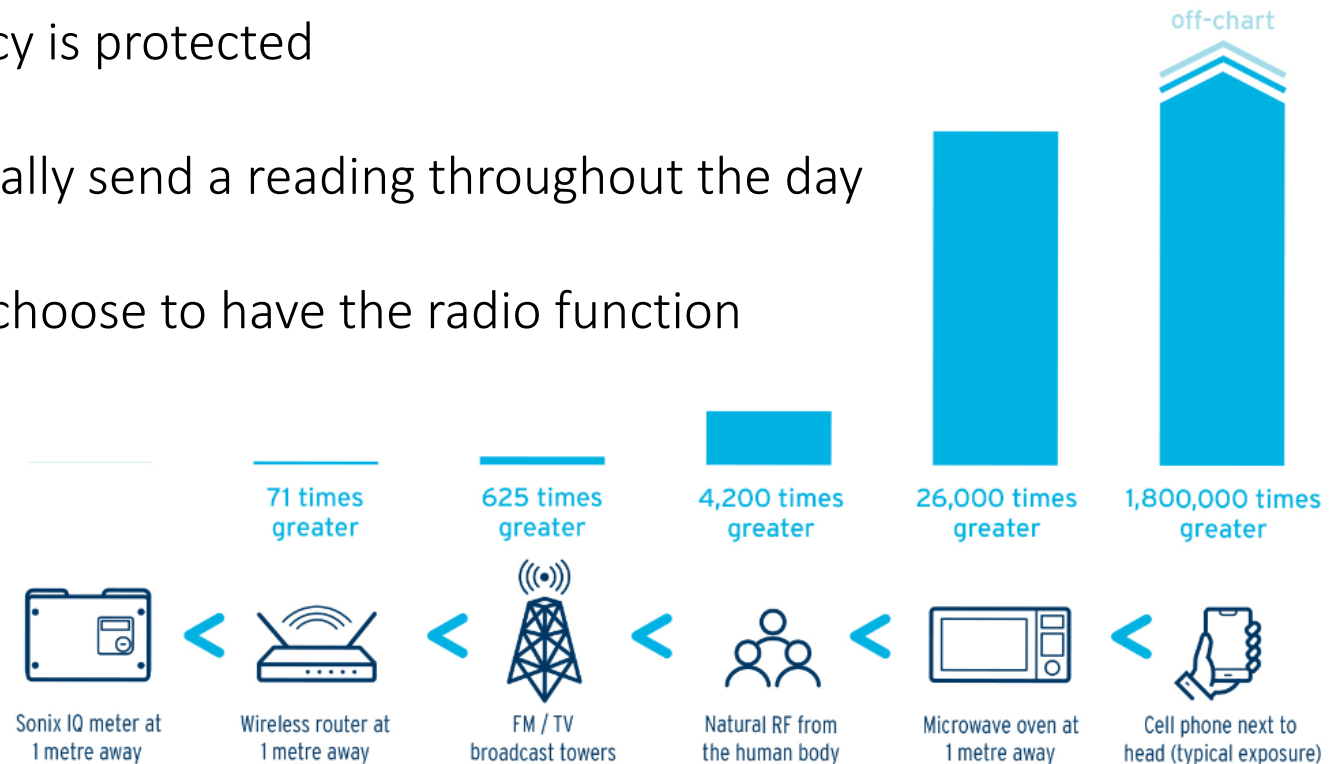 cy is protected
off-chart
ally send a reading throughout the day
choose to have the radio function
71 times
greater
625 times
greater
4,200 times
greater
26,000 times
greater
1,800,000 times
greater
Sonix IQ meter at
1 metre away
Wireless router at
1 metre away
FM / TV
broadcast towers
Natural RF from
the human body
Microwave oven at
1 metre away
Cell phone next to
head (typical exposure)